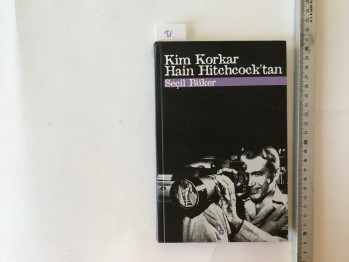 Kim Korkar
Hain Hitchcock'tan
Seçil Büker